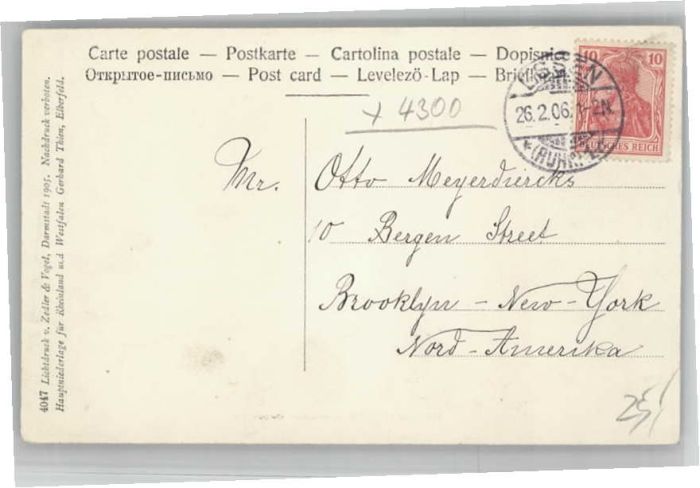 Carte postale — Postkarte — Cartolina postale — Dopisnice
Открытое-письмо — Post card — Levelező-Lap —
+ 4300
10 10
DEUTSCHES REICH
26.2.06.
(RUHR)
Mr. Otto Meyerdiercks
10 Bergen Street
Brooklyn – New-York
Nord-Amerika
4047 Lichtdruck v. Zedler & Vogel, Darmstadt 1905. Nachdruck verboten.
Hauptniederlage für Rheinland u.d Westfalen Gerhard Thien, Elberfeld.